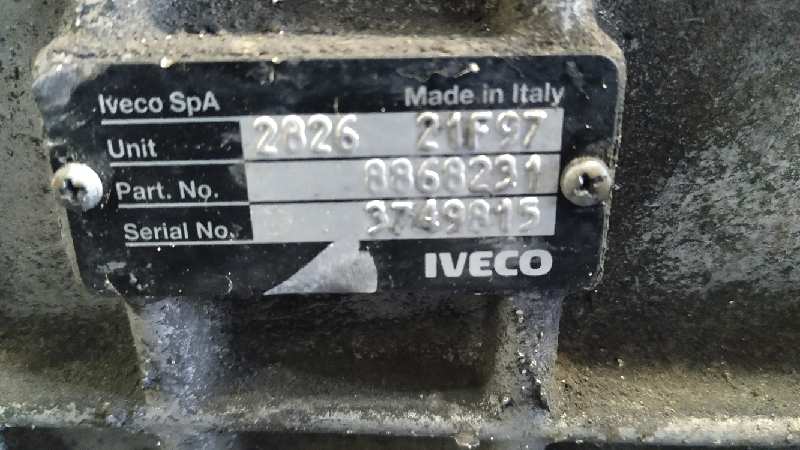 Iveco SpA Made in Italy
Unit 2826 21F97
Part. No. 8868231
Serial No. 3749815
IVECO